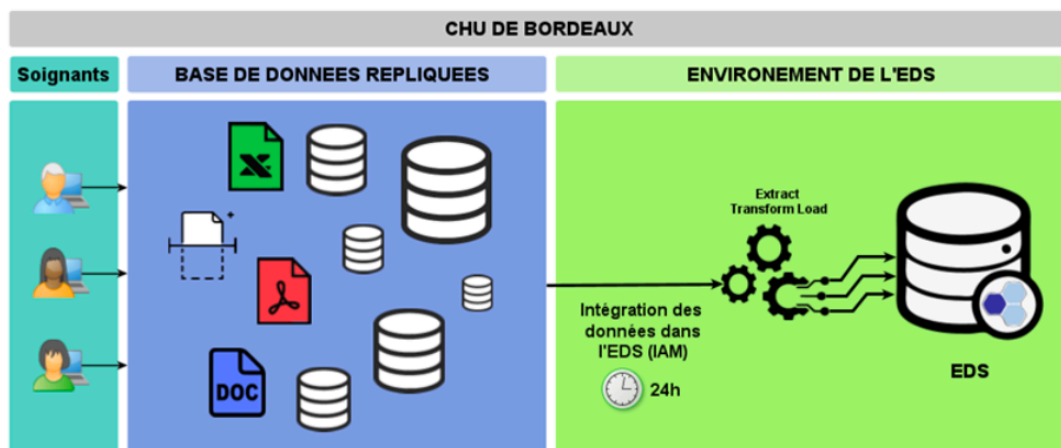 CHU DE BORDEAUX
Soignants
BASE DE DONNEES REPLIQUEES
ENVIRONEMENT DE L'EDS
X
DOC
Extract
Transform Load
Intégration des
données dans
l'EDS (IAM)
24h
EDS